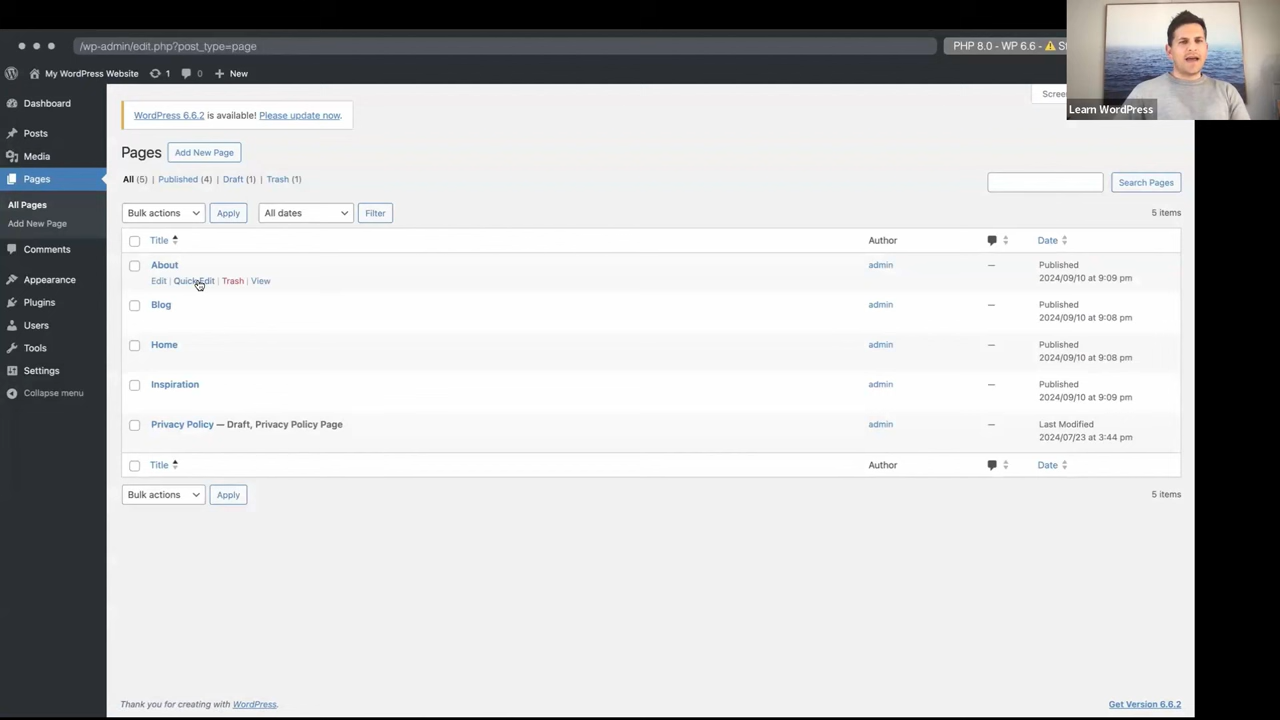 /wp-admin/edit.php?post_type=page
PHP 8.0 - WP 6.6 - ⚠ St
Learn WordPress
My WordPress Website 1 0 + New
Screen
Dashboard
Posts
Media
Pages
All Pages
Add New Page
Comments
Appearance
Plugins
Users
Tools
Settings
Collapse menu
WordPress 6.6.2 is available! Please update now.
Pages Add New Page
All (5) | Published (4) | Draft (1) | Trash (1)
Search Pages
Bulk actions Apply All dates Filter 5 items
Title Author Date
About admin — Published
2024/09/10 at 9:09 pm
Edit | Quick Edit | Trash | View
Blog admin — Published
2024/09/10 at 9:08 pm
Home admin — Published
2024/09/10 at 9:08 pm
Inspiration admin — Published
2024/09/10 at 9:09 pm
Privacy Policy — Draft, Privacy Policy Page admin — Last Modified
2024/07/23 at 3:44 pm
Title Author Date
Bulk actions Apply 5 items
Thank you for creating with WordPress. Get Version 6.6.2